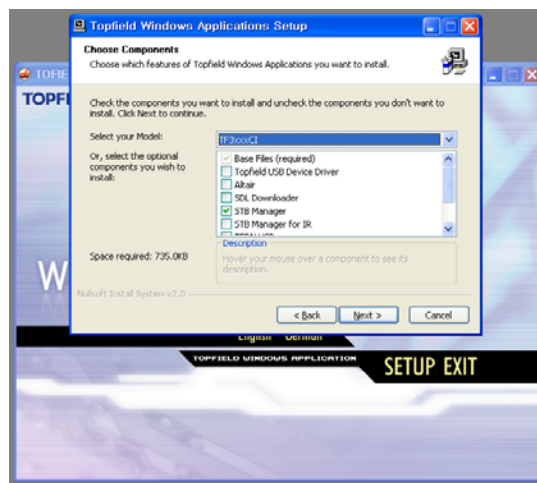 Topfield Windows Applications Setup
Choose Components
Choose which features of Topfield Windows Applications you want to install.
TOPFIE
TOPFI
Check the components you want to install and uncheck the components you don't want to
install. Click Next to continue.
Select your Model:
TF3xxxCI
Or, select the optional
components you wish to
install:
Base Files (required)
Topfield USB Device Driver
Altair
SDL Downloader
STB Manager
STB Manager for IR
Description
Space required: 735.0KB
Hover your mouse over a component to see its
description.
W
Nullsoft Install System v2.0
< Back
Next >
Cancel
English German
TOPFIELD WINDOWS APPLICATION
SETUP EXIT